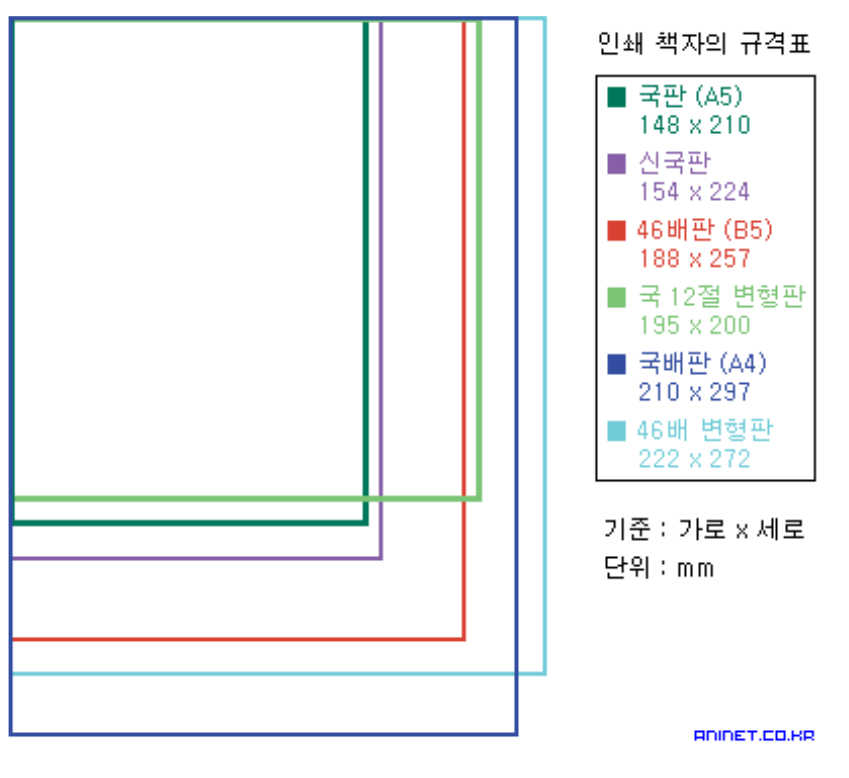 인쇄 책자의 규격표
국판 (A5)
148 x 210
신국판
154 x 224
46배판 (B5)
188 x 257
국 12절 변형판
195 x 200
국배판 (A4)
210 x 297
46배 변형판
222 x 272
기준 : 가로 x 세로
단위 : mm
ANINET.CO.KR